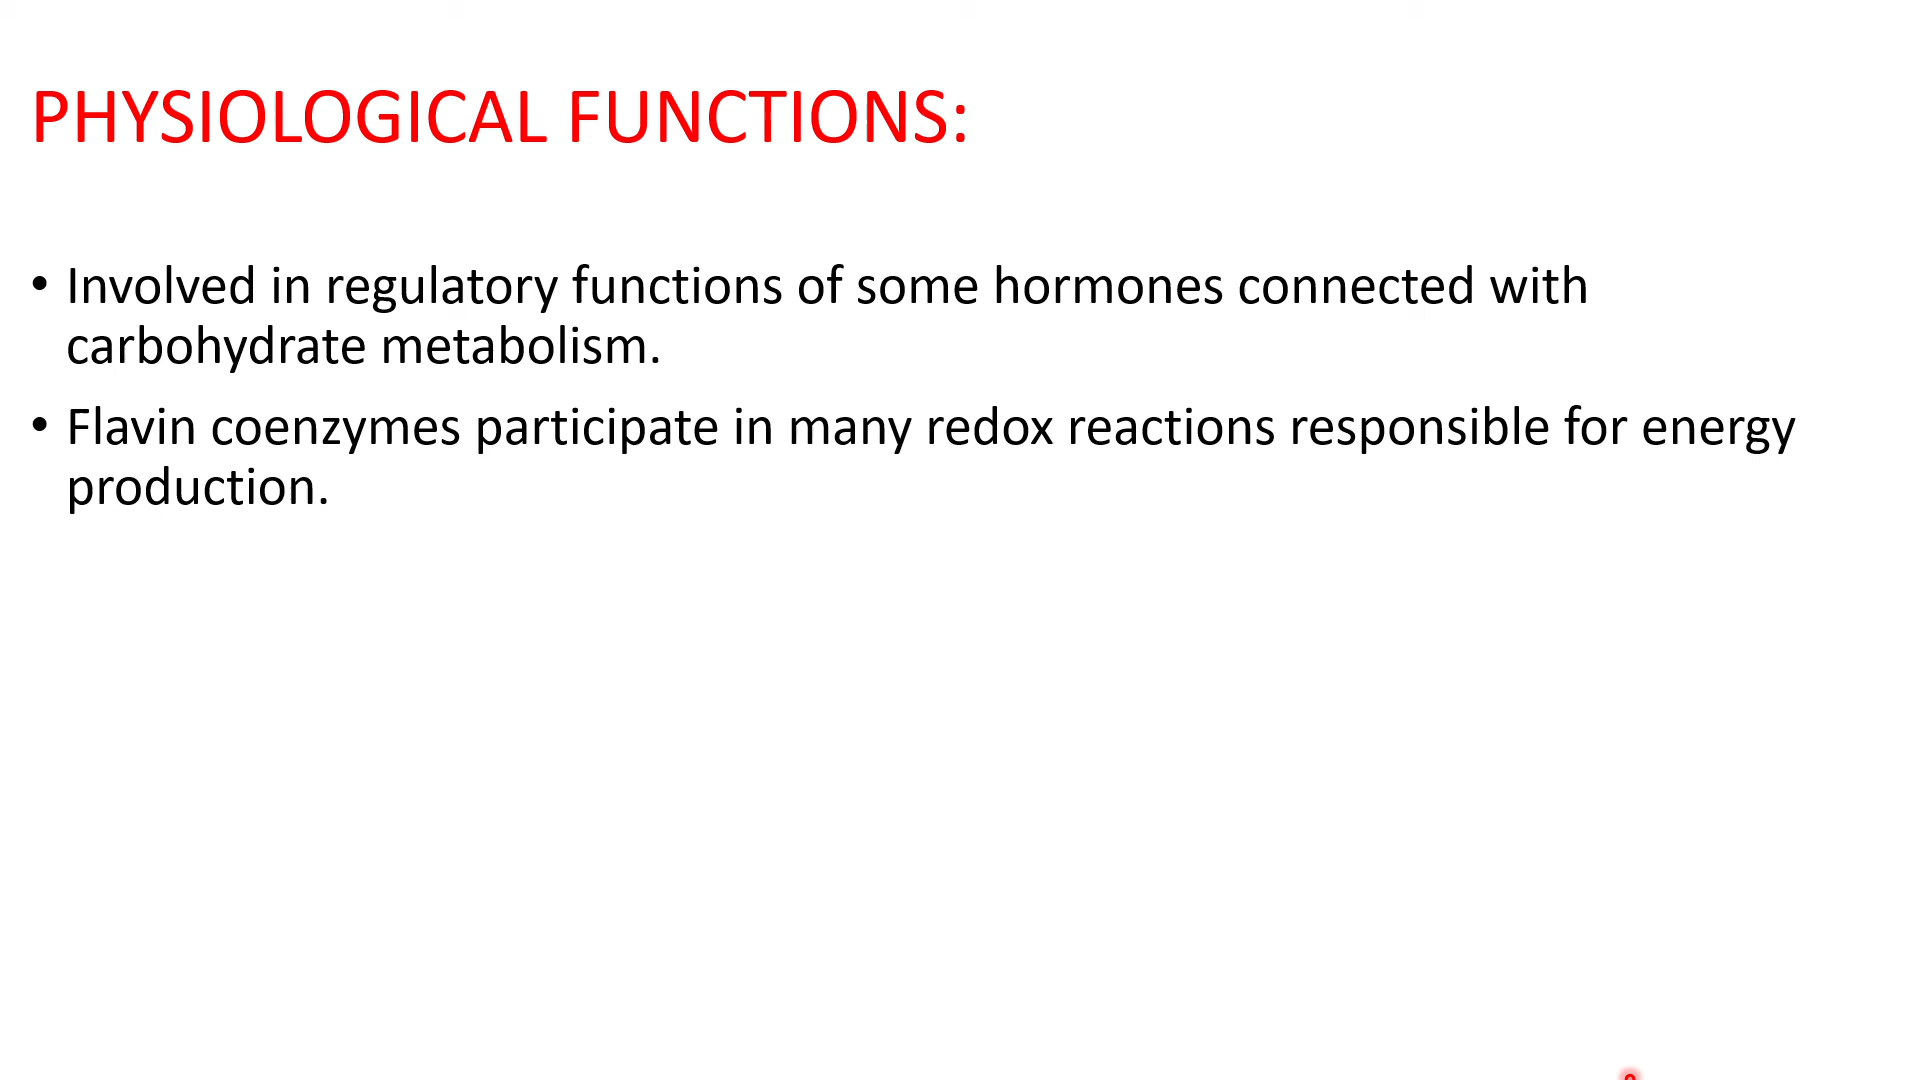 PHYSIOLOGICAL FUNCTIONS:
• Involved in regulatory functions of some hormones connected with
carbohydrate metabolism.
• Flavin coenzymes participate in many redox reactions responsible for energy
production.